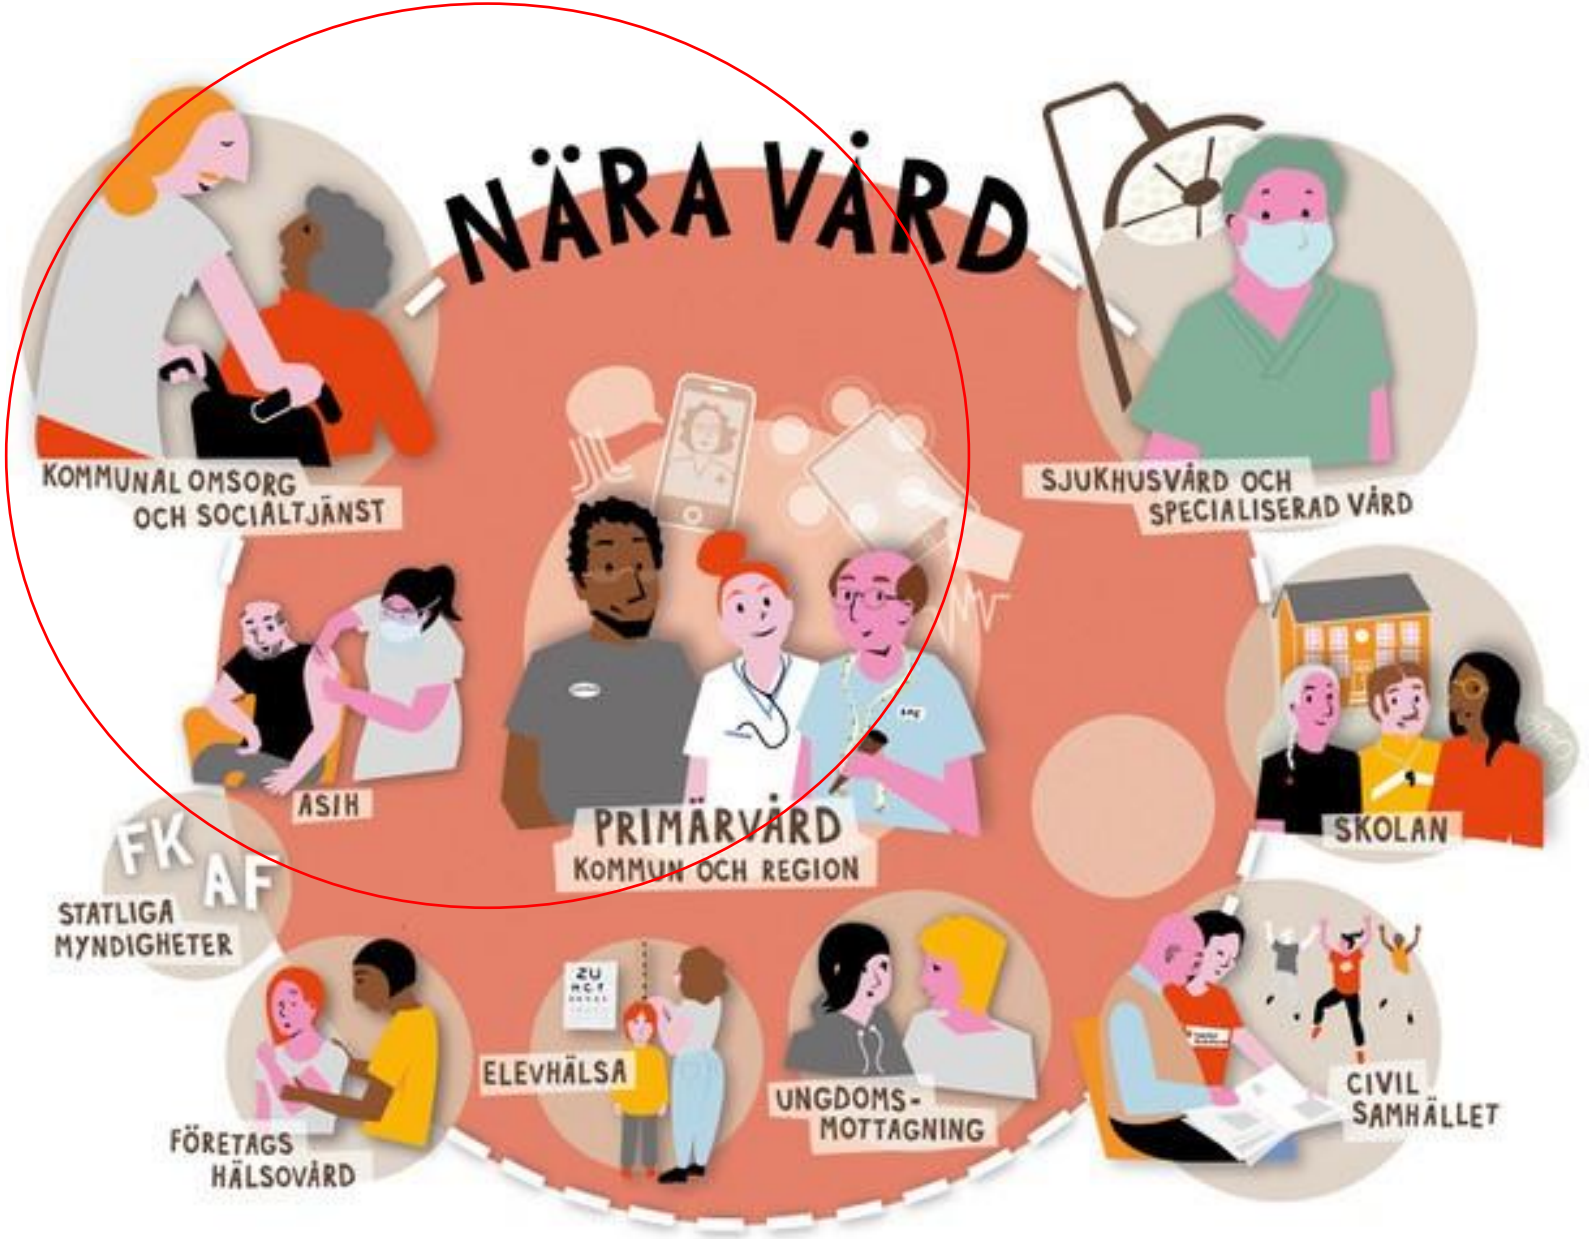 NÄRA VÅRD
KOMMUNAL OMSORG
OCH SOCIALTJÄNST
SJUKHUSVÅRD OCH
SPECIALISERAD VÅRD
ASIH
PRIMÄRVÅRD
KOMMUN OCH REGION
SKOLAN
FK
AF
STATLIGA
MYNDIGHETER
ZU
ELEVHÄLSA
UNGDOMS-
MOTTAGNING
CIVIL
SAMHÄLLET
FÖRETAGS
HÄLSOVÅRD